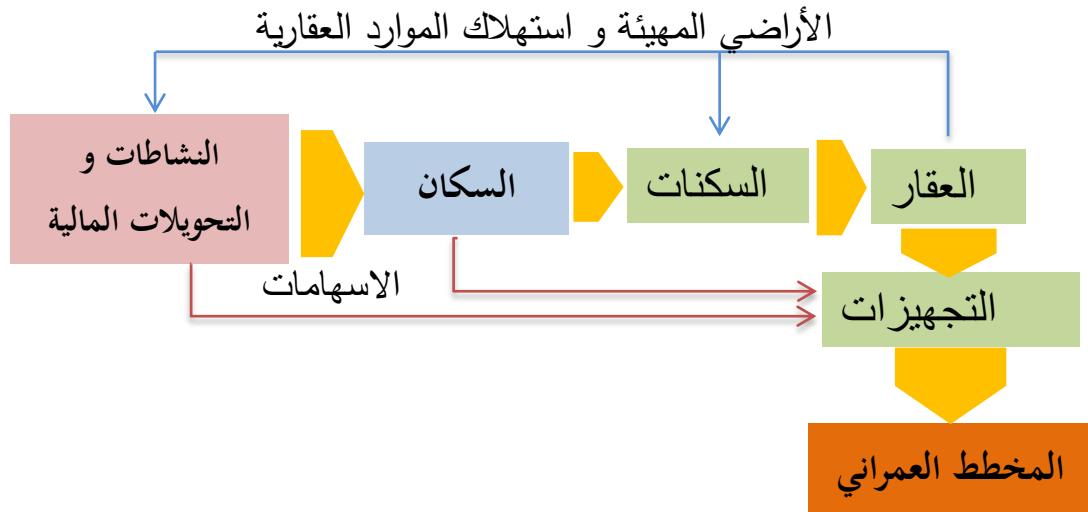 الأراضي المهيئة و استهلاك الموارد العقارية
النشاطات و
التحويلات المالية
السكان
السكنات
العقار
الاسهامات
التجهيزات
المخطط العمراني